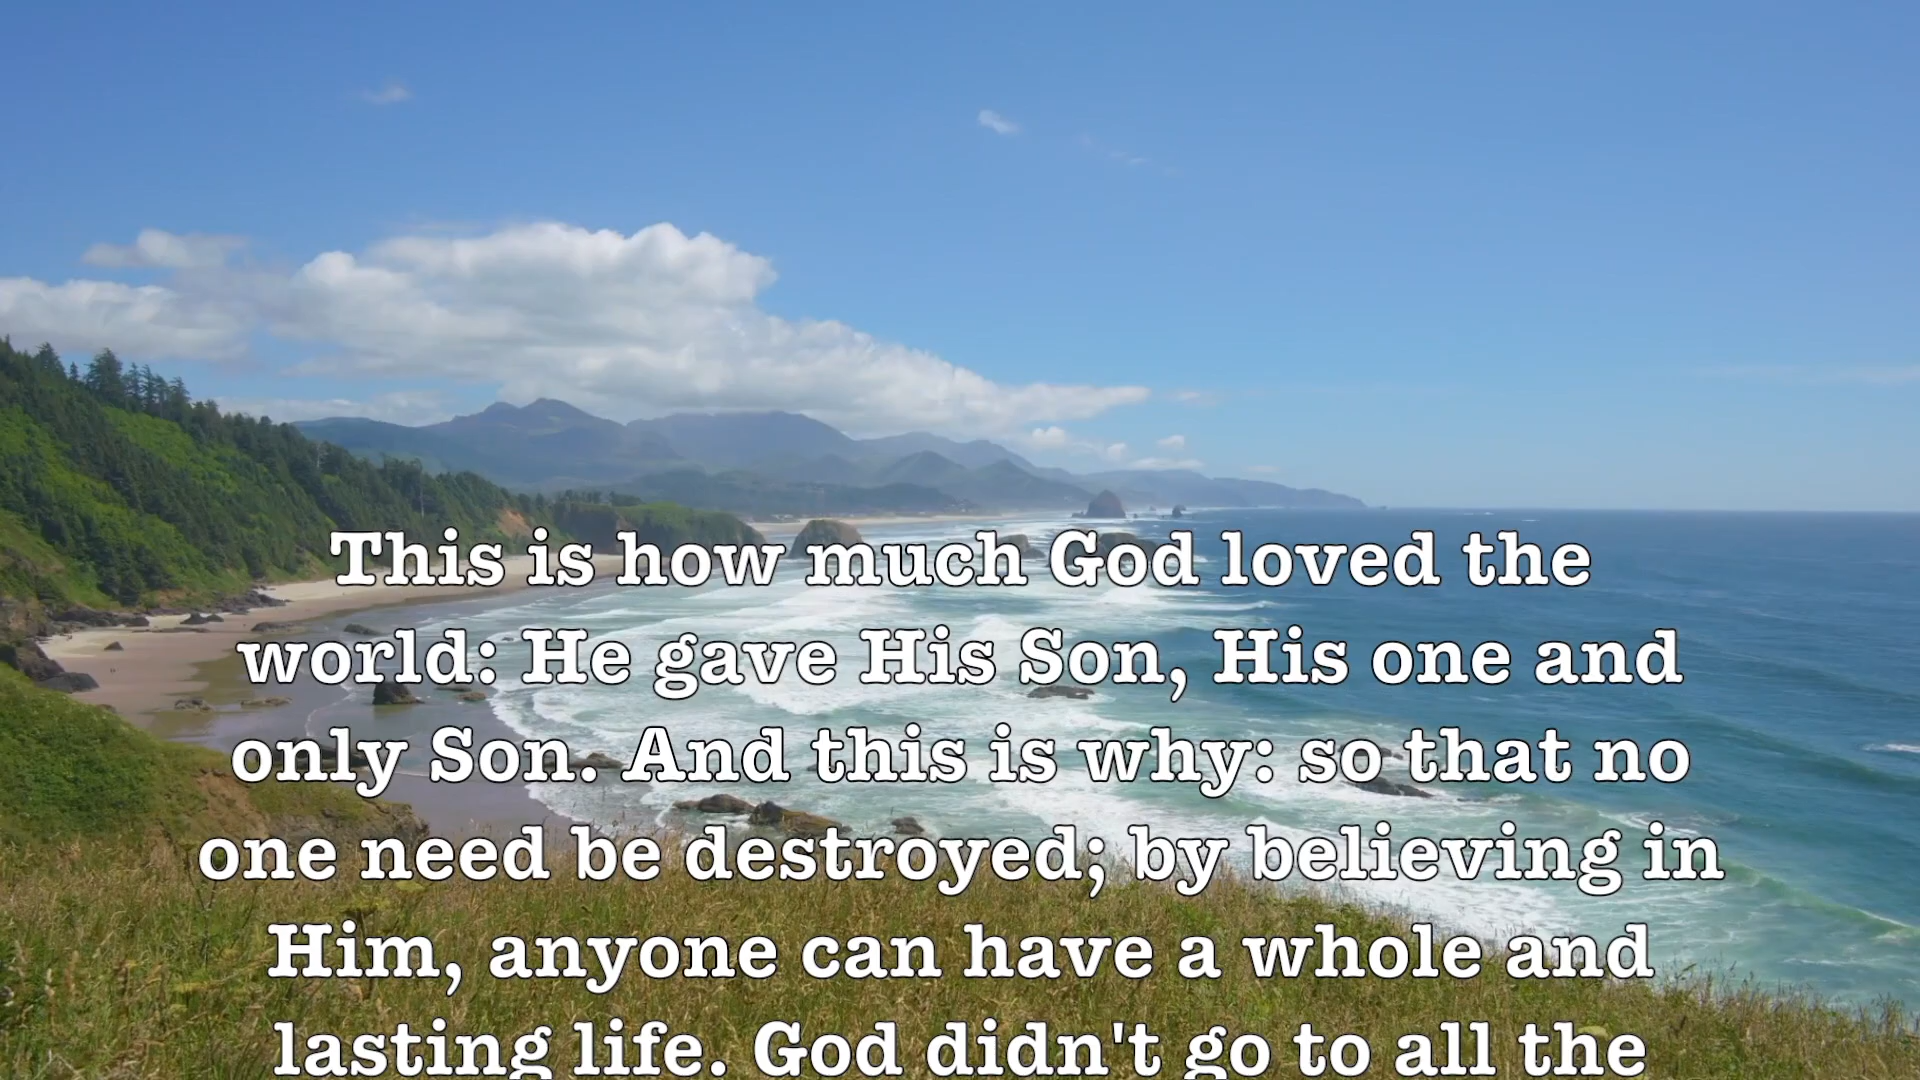 This is how much God loved the
world: He gave His Son, His one and
only Son. And this is why: so that no
one need be destroyed; by believing in
Him, anyone can have a whole and
lasting life. God didn't go to all the